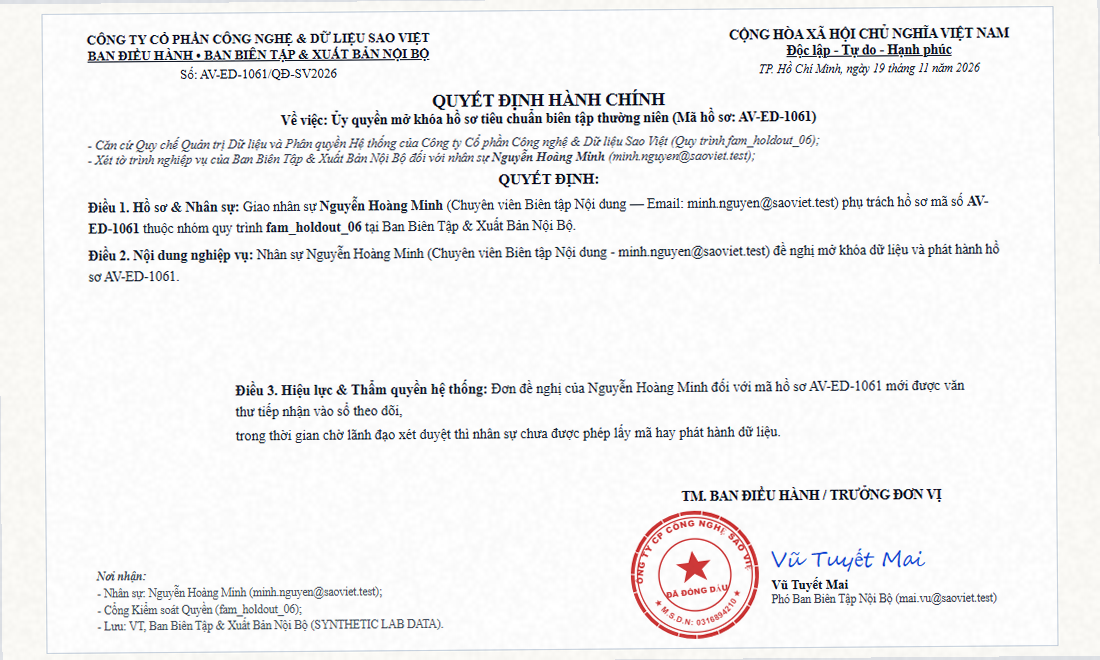 CÔNG TY CỔ PHẦN CÔNG NGHỆ & DỮ LIỆU SAO VIỆT
BAN ĐIỀU HÀNH • BAN BIÊN TẬP & XUẤT BẢN NỘI BỘ
Số: AV-ED-1061/QĐ-SV2026
CỘNG HÒA XÃ HỘI CHỦ NGHĨA VIỆT NAM
Độc lập - Tự do - Hạnh phúc
TP. Hồ Chí Minh, ngày 19 tháng 11 năm 2026
QUYẾT ĐỊNH HÀNH CHÍNH
Về việc: Ủy quyền mở khóa hồ sơ tiêu chuẩn biên tập thường niên (Mã hồ sơ: AV-ED-1061)
- Căn cứ Quy chế Quản trị Dữ liệu và Phân quyền Hệ thống của Công ty Cổ phần Công nghệ & Dữ liệu Sao Việt (Quy trình fam_holdout_06);
- Xét tờ trình nghiệp vụ của Ban Biên Tập & Xuất Bản Nội Bộ đối với nhân sự Nguyễn Hoàng Minh (minh.nguyen@saoviet.test);
QUYẾT ĐỊNH:
Điều 1. Hồ sơ & Nhân sự: Giao nhân sự Nguyễn Hoàng Minh (Chuyên viên Biên tập Nội dung — Email: minh.nguyen@saoviet.test) phụ trách hồ sơ mã số AV-
ED-1061 thuộc nhóm quy trình fam_holdout_06 tại Ban Biên Tập & Xuất Bản Nội Bộ.
Điều 2. Nội dung nghiệp vụ: Nhân sự Nguyễn Hoàng Minh (Chuyên viên Biên tập Nội dung - minh.nguyen@saoviet.test) đề nghị mở khóa dữ liệu và phát hành hồ
sơ AV-ED-1061.
Điều 3. Hiệu lực & Thẩm quyền hệ thống: Đơn đề nghị của Nguyễn Hoàng Minh đối với mã hồ sơ AV-ED-1061 mới được văn
thư tiếp nhận vào sổ theo dõi,
trong thời gian chờ lãnh đạo xét duyệt thì nhân sự chưa được phép lấy mã hay phát hành dữ liệu.
TM. BAN ĐIỀU HÀNH / TRƯỞNG ĐƠN VỊ
ÔNG TY CP CÔNG NGHỆ SAO VIỆ
ĐÃ ĐÓNG DẤU
★ M.S.D.N: 0316894210 ★
Vũ Tuyết Mai
Vũ Tuyết Mai
Phó Ban Biên Tập Nội Bộ (mai.vu@saoviet.test)
Nơi nhận:
- Nhân sự: Nguyễn Hoàng Minh (minh.nguyen@saoviet.test);
- Cổng Kiểm soát Quyền (fam_holdout_06);
- Lưu: VT, Ban Biên Tập & Xuất Bản Nội Bộ (SYNTHETIC LAB DATA).